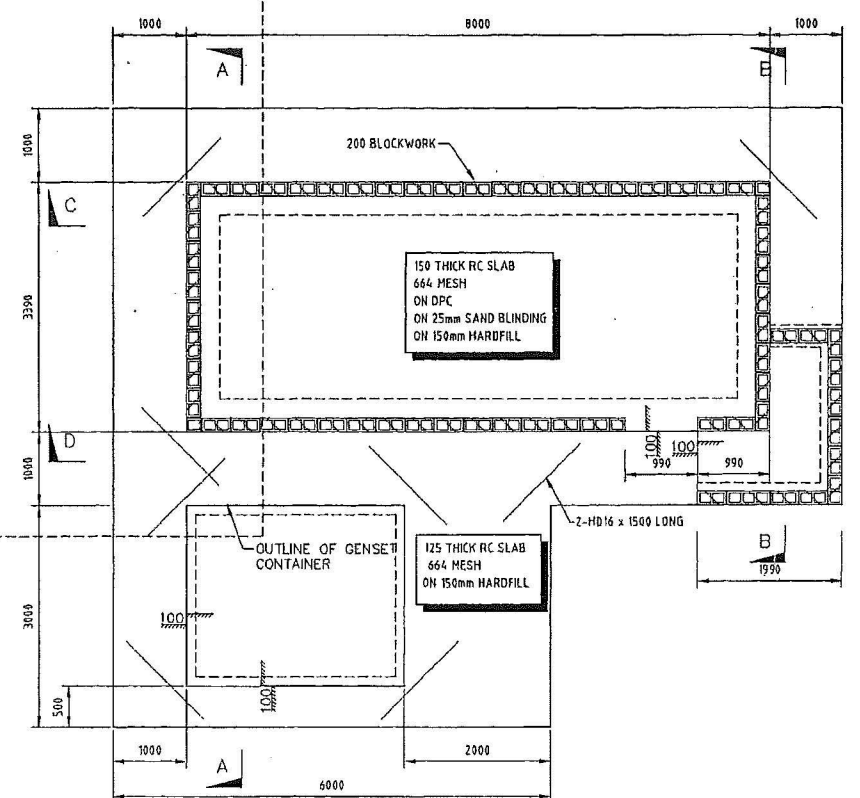 1000
8000
1000
A
B
1000
200 BLOCKWORK
C
150 THICK RC SLAB
664 MESH
ON DPC
ON 25mm SAND BLINDING
ON 150mm HARDFILL
3390
D
100
100
1000
990
990
2-HD16 x 1500 LONG
OUTLINE OF GENSET
CONTAINER
125 THICK RC SLAB
664 MESH
ON 150mm HARDFILL
B
1990
3000
100
100
500
1000
A
2000
6000